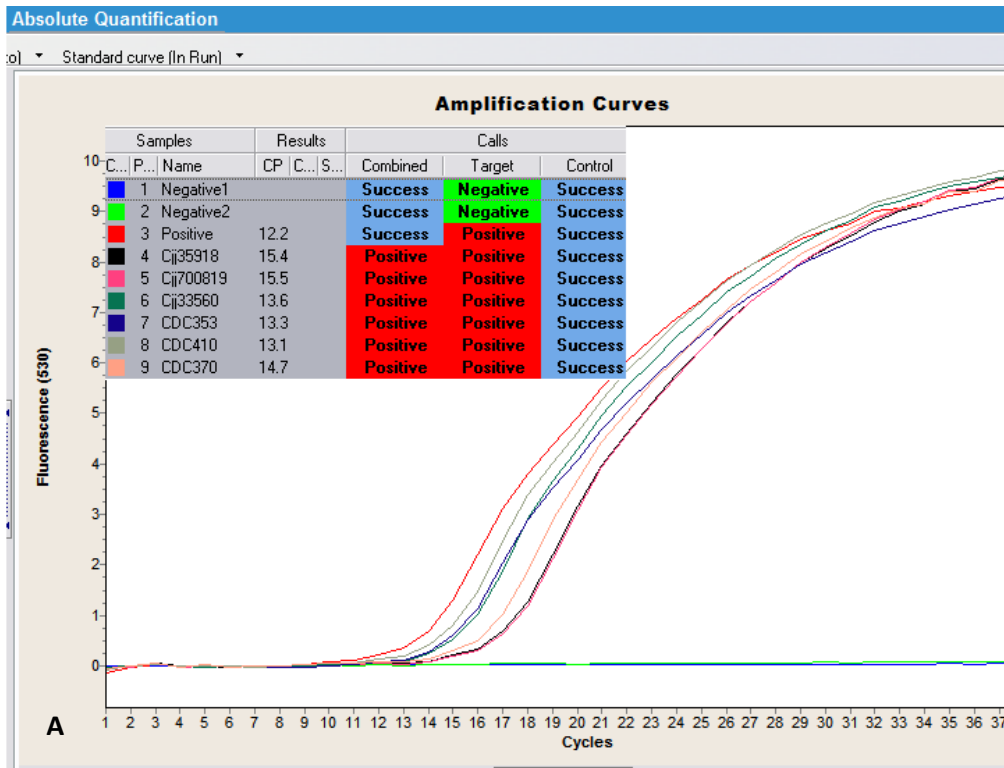 Absolute Quantification
to) Standard curve (In Run)
Amplification Curves
Samples Results Calls
C... P... Name CP C... S... Combined Target Control
1 Negative1 Success Negative Success
2 Negative2 Success Negative Success
3 Positive 12.2 Success Positive Success
4 Cjj35918 15.4 Positive Positive Success
5 Cjj700819 15.5 Positive Positive Success
6 Cjj33560 13.6 Positive Positive Success
7 CDC353 13.3 Positive Positive Success
8 CDC410 13.1 Positive Positive Success
9 CDC370 14.7 Positive Positive Success
10
9
8
7
6
5
4
3
2
1
0
Fluorescence (530)
1 2 3 4 5 6 7 8 9 10 11 12 13 14 15 16 17 18 19 20 21 22 23 24 25 26 27 28 29 30 31 32 33 34 35 36 37
Cycles
A